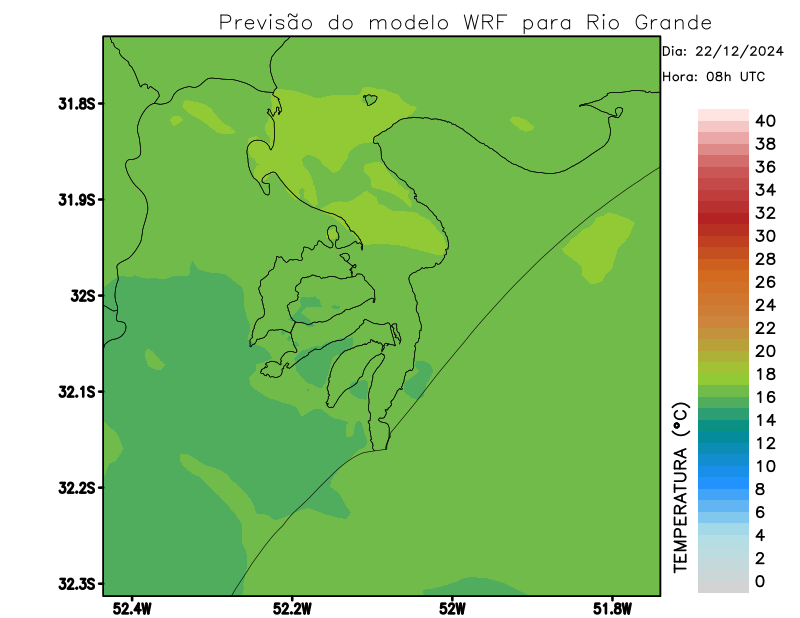 Previsão do modelo WRF para Rio Grande
Dia: 22/12/2024
Hora: 08h UTC
31.8S
31.9S
32S
32.1S
32.2S
32.3S
52.4W
52.2W
52W
51.8W
TEMPERATURA (°C)
40
38
36
34
32
30
28
26
24
22
20
18
16
14
12
10
8
6
4
2
0